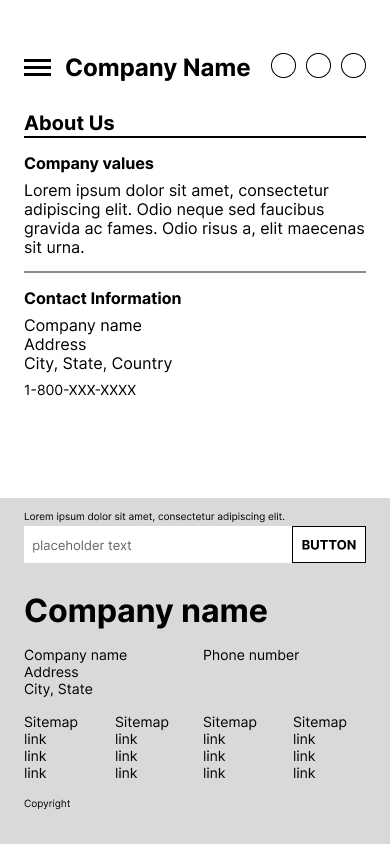 Company Name
About Us
Company values
Lorem ipsum dolor sit amet, consectetur
adipiscing elit. Odio neque sed faucibus
gravida ac fames. Odio risus a, elit maecenas
sit urna.
Contact Information
Company name
Address
City, State, Country
1-800-XXX-XXXX
Lorem ipsum dolor sit amet, consectetur adipiscing elit.
placeholder text BUTTON
Company name
Company name Phone number
Address
City, State
Sitemap Sitemap Sitemap Sitemap
link link link link
link link link link
link link link link
Copyright